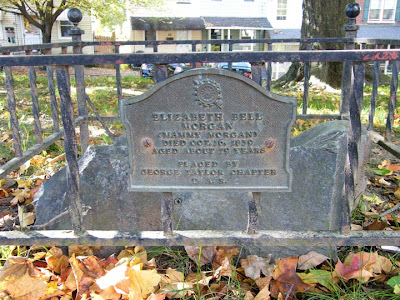 ELIZABETH BELL
MORGAN
(MAMMY MORGAN)
DIED OCT. 16, 1839
AGED ABOUT 79 YEARS
PLACED BY
GEORGE TAYLOR CHAPTER
D. A. R.